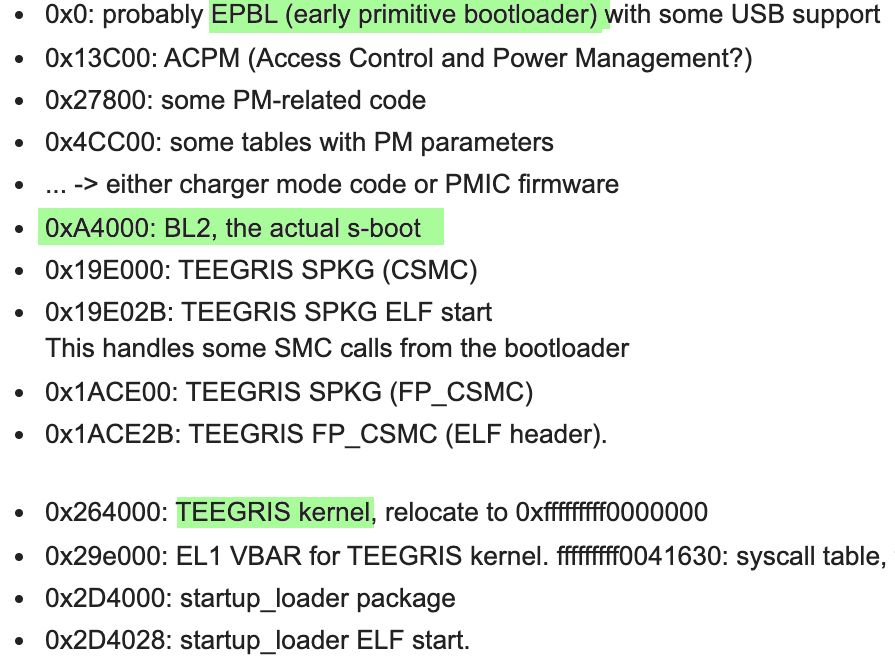 0x0: probably EPBL (early primitive bootloader) with some USB support
0x13C00: ACPM (Access Control and Power Management?)
0x27800: some PM-related code
0x4CC00: some tables with PM parameters
... -> either charger mode code or PMIC firmware
0xA4000: BL2, the actual s-boot
0x19E000: TEEGRIS SPKG (CSMC)
0x19E02B: TEEGRIS SPKG ELF start
This handles some SMC calls from the bootloader
0x1ACE00: TEEGRIS SPKG (FP_CSMC)
0x1ACE2B: TEEGRIS FP_CSMC (ELF header).
0x264000: TEEGRIS kernel, relocate to 0xfffffffff0000000
0x29e000: EL1 VBAR for TEEGRIS kernel. fffffffff0041630: syscall table,
0x2D4000: startup_loader package
0x2D4028: startup_loader ELF start.